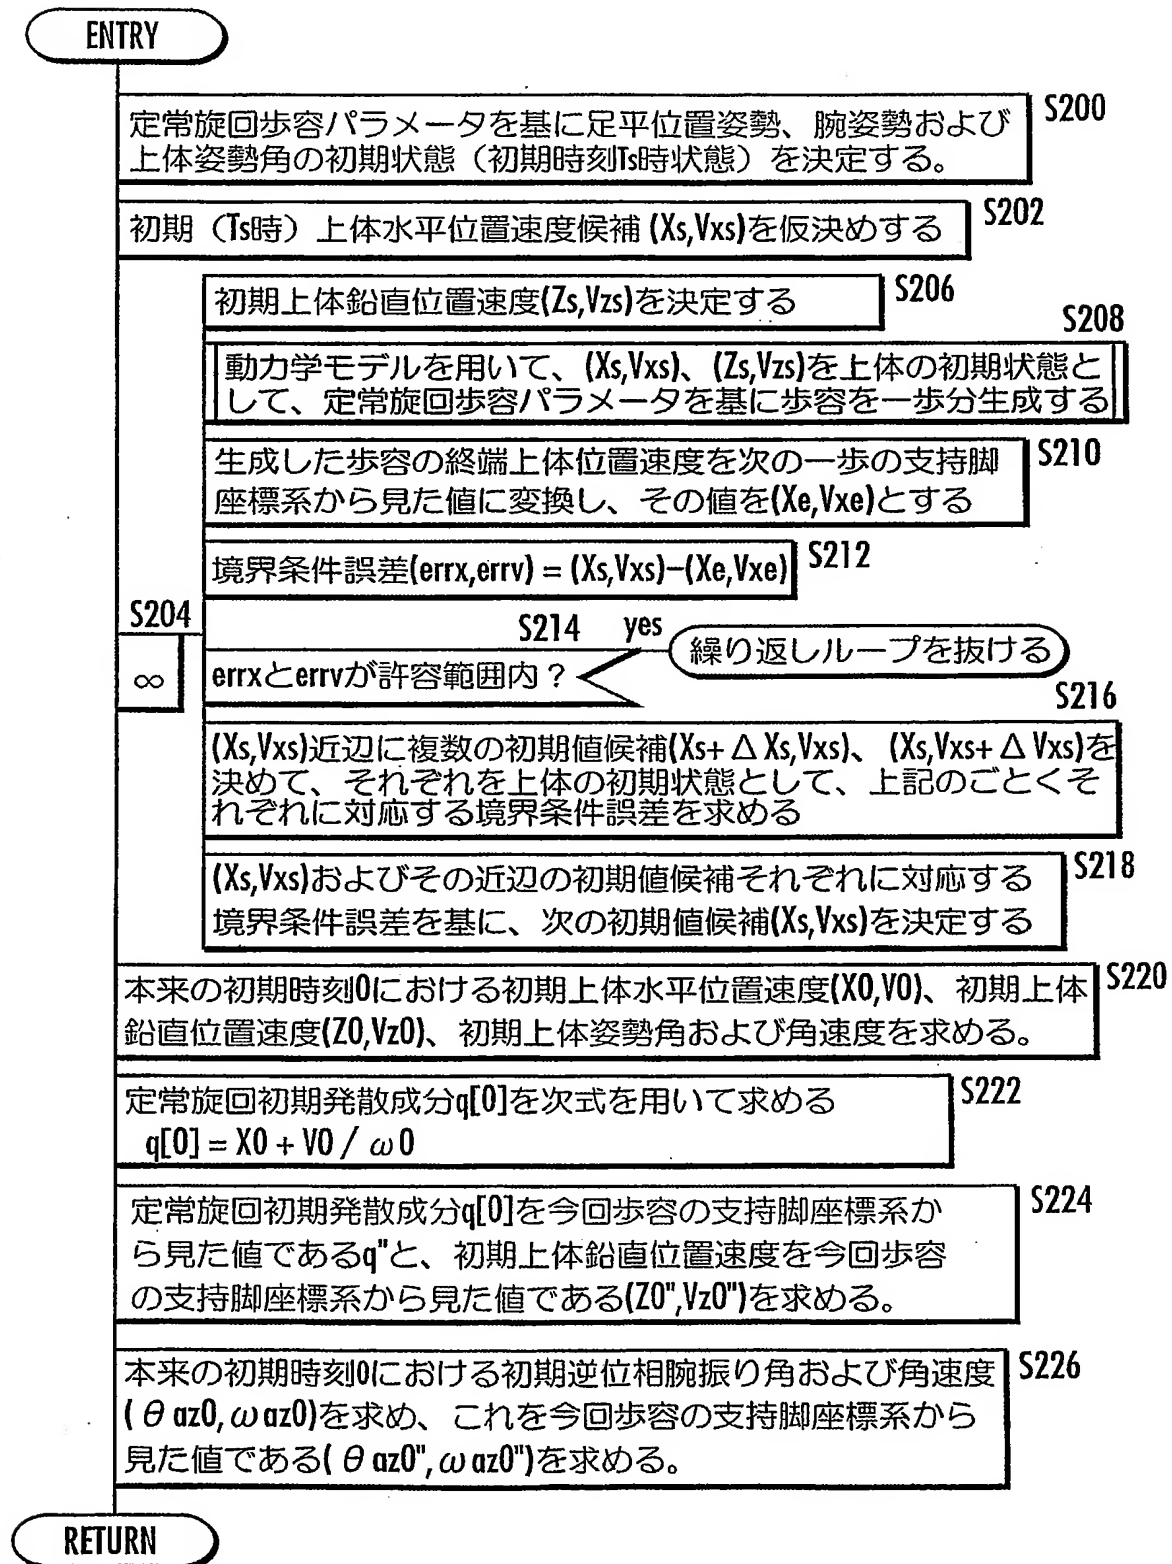 ENTRY
S200
定常旋回歩容パラメータを基に足平位置姿勢、腕姿勢および
上体姿勢角の初期状態（初期時刻Ts時状態）を決定する。
S202
初期（Ts時）上体水平位置速度候補 (Xs,Vxs)を仮決めする
S206
初期上体鉛直位置速度(Zs,Vzs)を決定する
S208
動力学モデルを用いて、(Xs,Vxs)、(Zs,Vzs)を上体の初期状態と
して、定常旋回歩容パラメータを基に歩容を一歩分生成する
S210
生成した歩容の終端上体位置速度を次の一歩の支持脚
座標系から見た値に変換し、その値を(Xe,Vxe)とする
S212
境界条件誤差(errx,errv) = (Xs,Vxs)−(Xe,Vxe)
S204
∞
S214 yes
繰り返しループを抜ける
errxとerrvが許容範囲内？
S216
(Xs,Vxs)近辺に複数の初期値候補(Xs+ΔXs,Vxs)、(Xs,Vxs+ΔVxs)を
決めて、それぞれを上体の初期状態として、上記のごとくそ
れぞれに対応する境界条件誤差を求める
S218
(Xs,Vxs)およびその近辺の初期値候補それぞれに対応する
境界条件誤差を基に、次の初期値候補(Xs,Vxs)を決定する
S220
本来の初期時刻0における初期上体水平位置速度(X0,V0)、初期上体
鉛直位置速度(Z0,Vz0)、初期上体姿勢角および角速度を求める。
S222
定常旋回初期発散成分q[0]を次式を用いて求める
q[0] = X0 + V0 / ω0
S224
定常旋回初期発散成分q[0]を今回歩容の支持脚座標系か
ら見た値であるq"と、初期上体鉛直位置速度を今回歩容
の支持脚座標系から見た値である(Z0",Vz0")を求める。
S226
本来の初期時刻0における初期逆位相腕振り角および角速度
(θaz0,ωaz0)を求め、これを今回歩容の支持脚座標系から
見た値である(θaz0",ωaz0")を求める。
RETURN